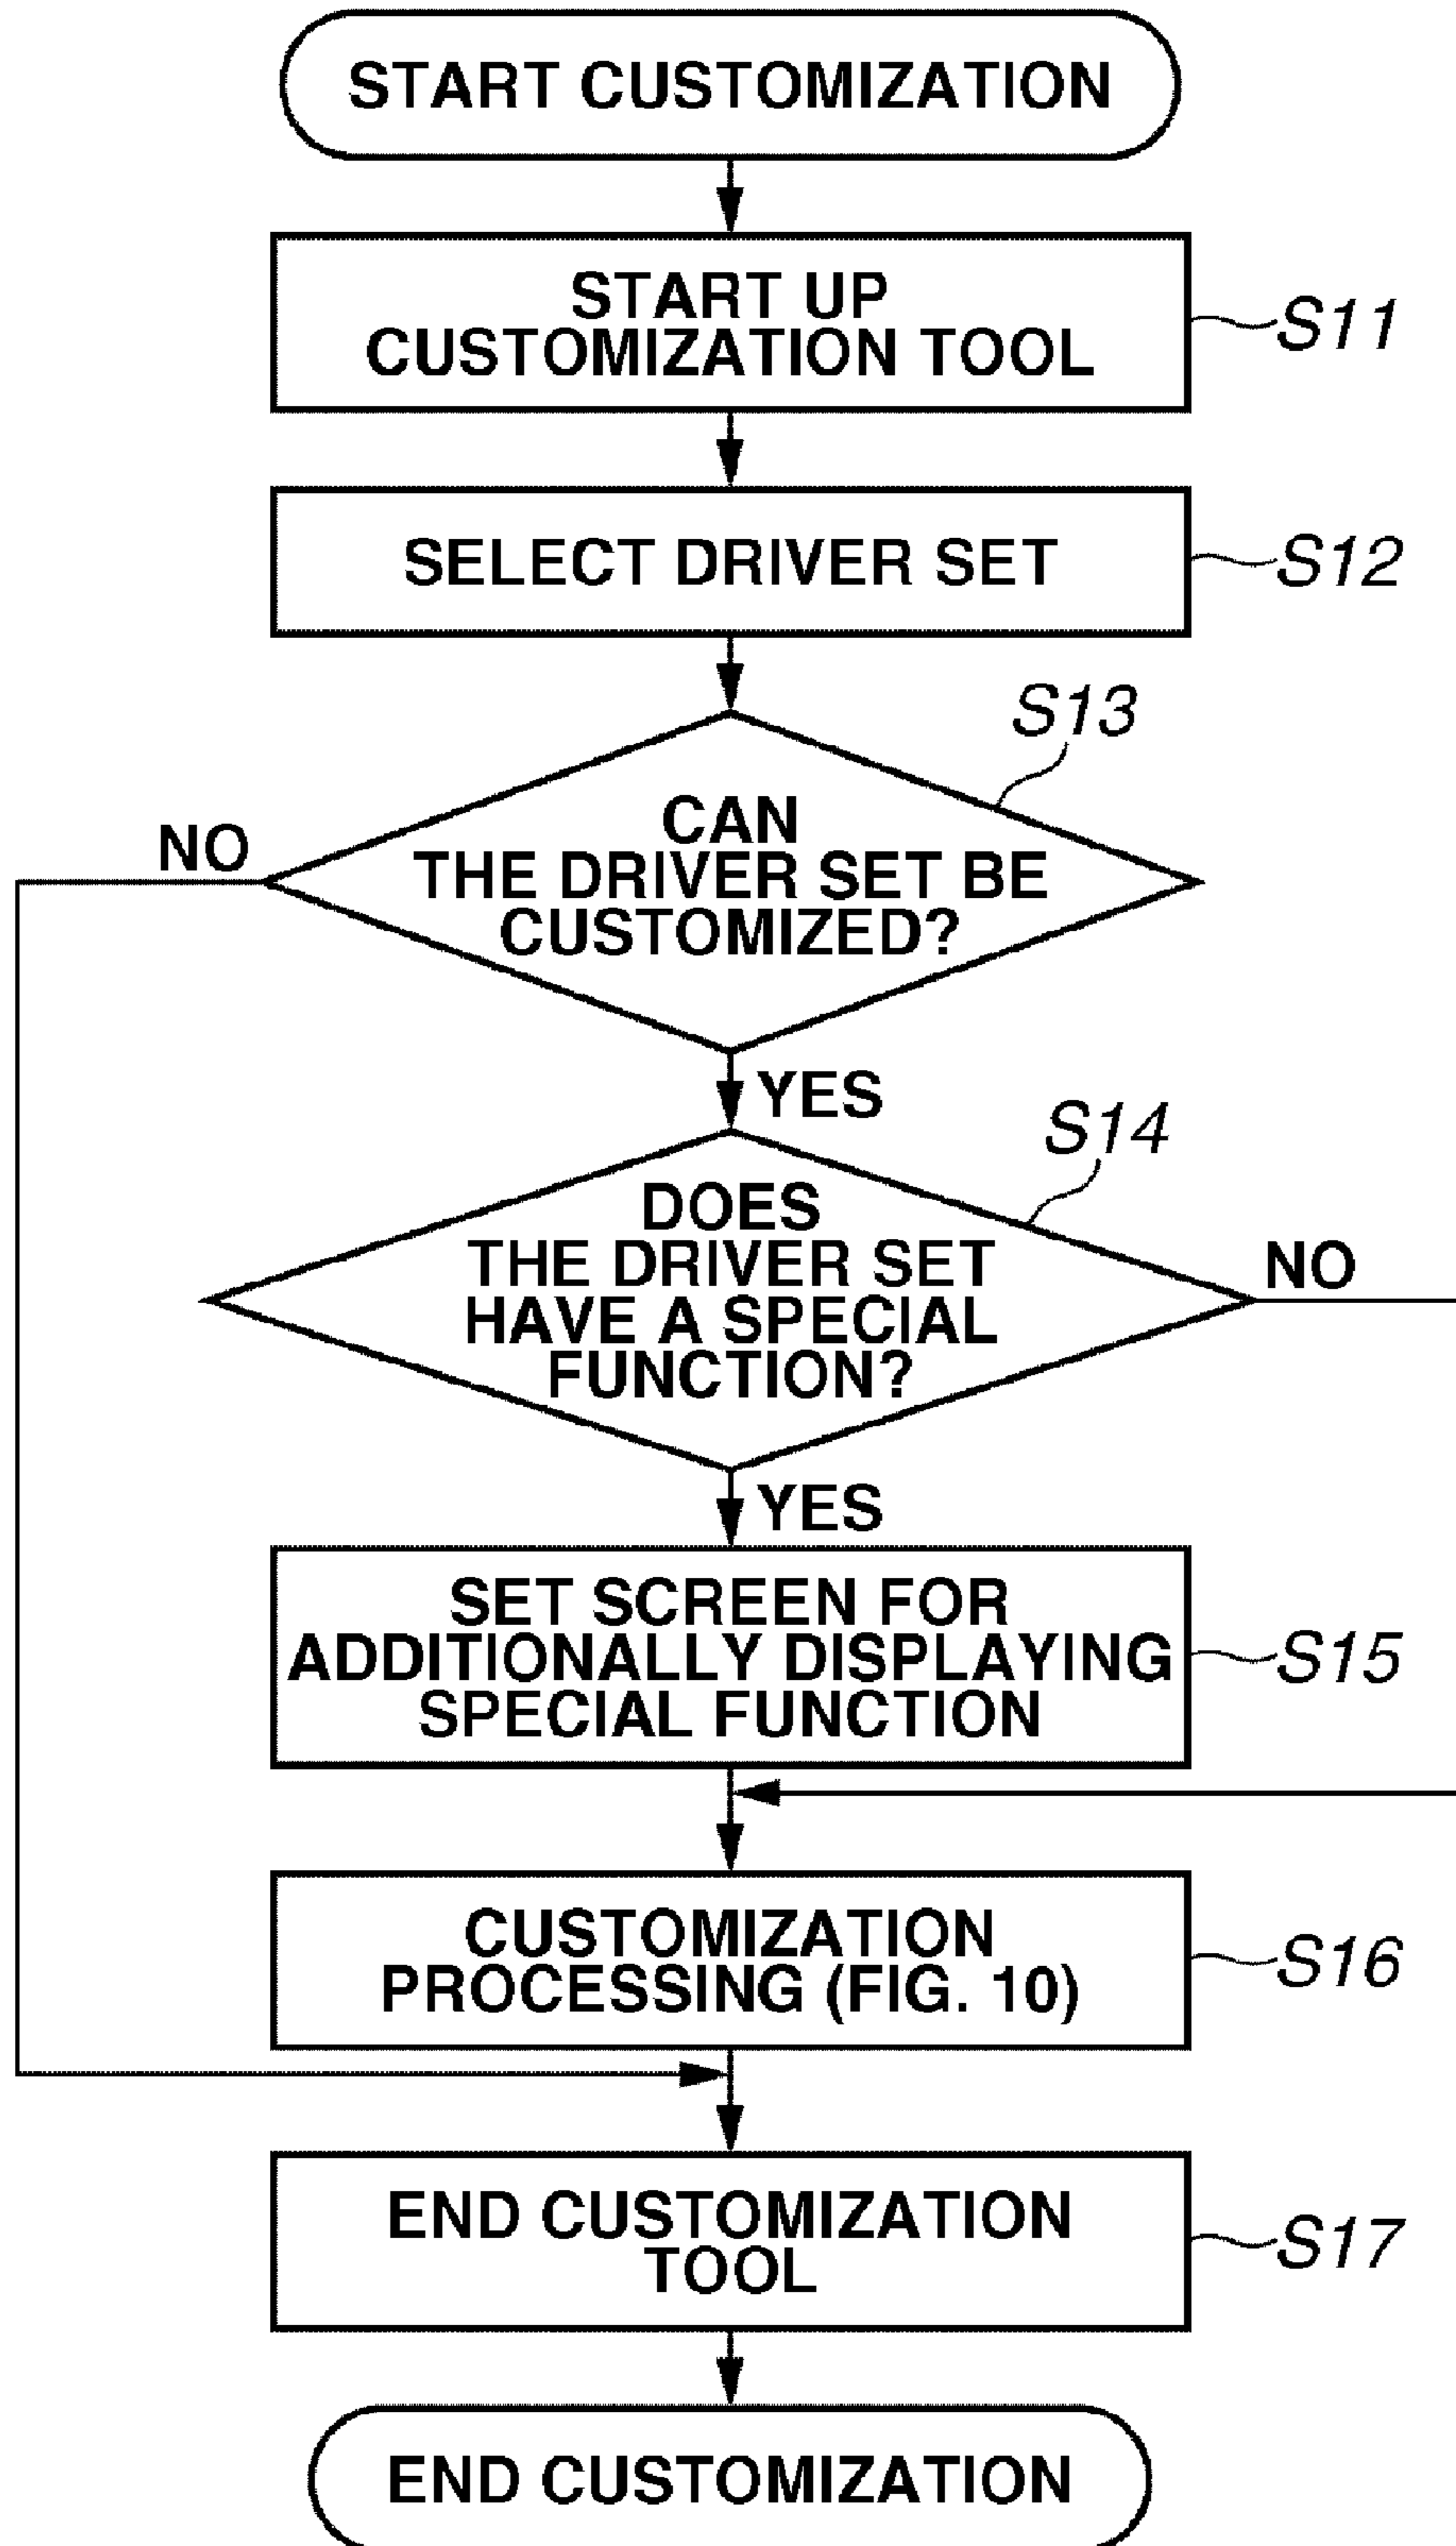 START CUSTOMIZATION
START UP
CUSTOMIZATION TOOL
S11
SELECT DRIVER SET
S12
S13
CAN
THE DRIVER SET BE
CUSTOMIZED?
NO
YES
S14
DOES
THE DRIVER SET
HAVE A SPECIAL
FUNCTION?
NO
YES
SET SCREEN FOR
ADDITIONALLY DISPLAYING
SPECIAL FUNCTION
S15
CUSTOMIZATION
PROCESSING (FIG. 10)
S16
END CUSTOMIZATION
TOOL
S17
END CUSTOMIZATION